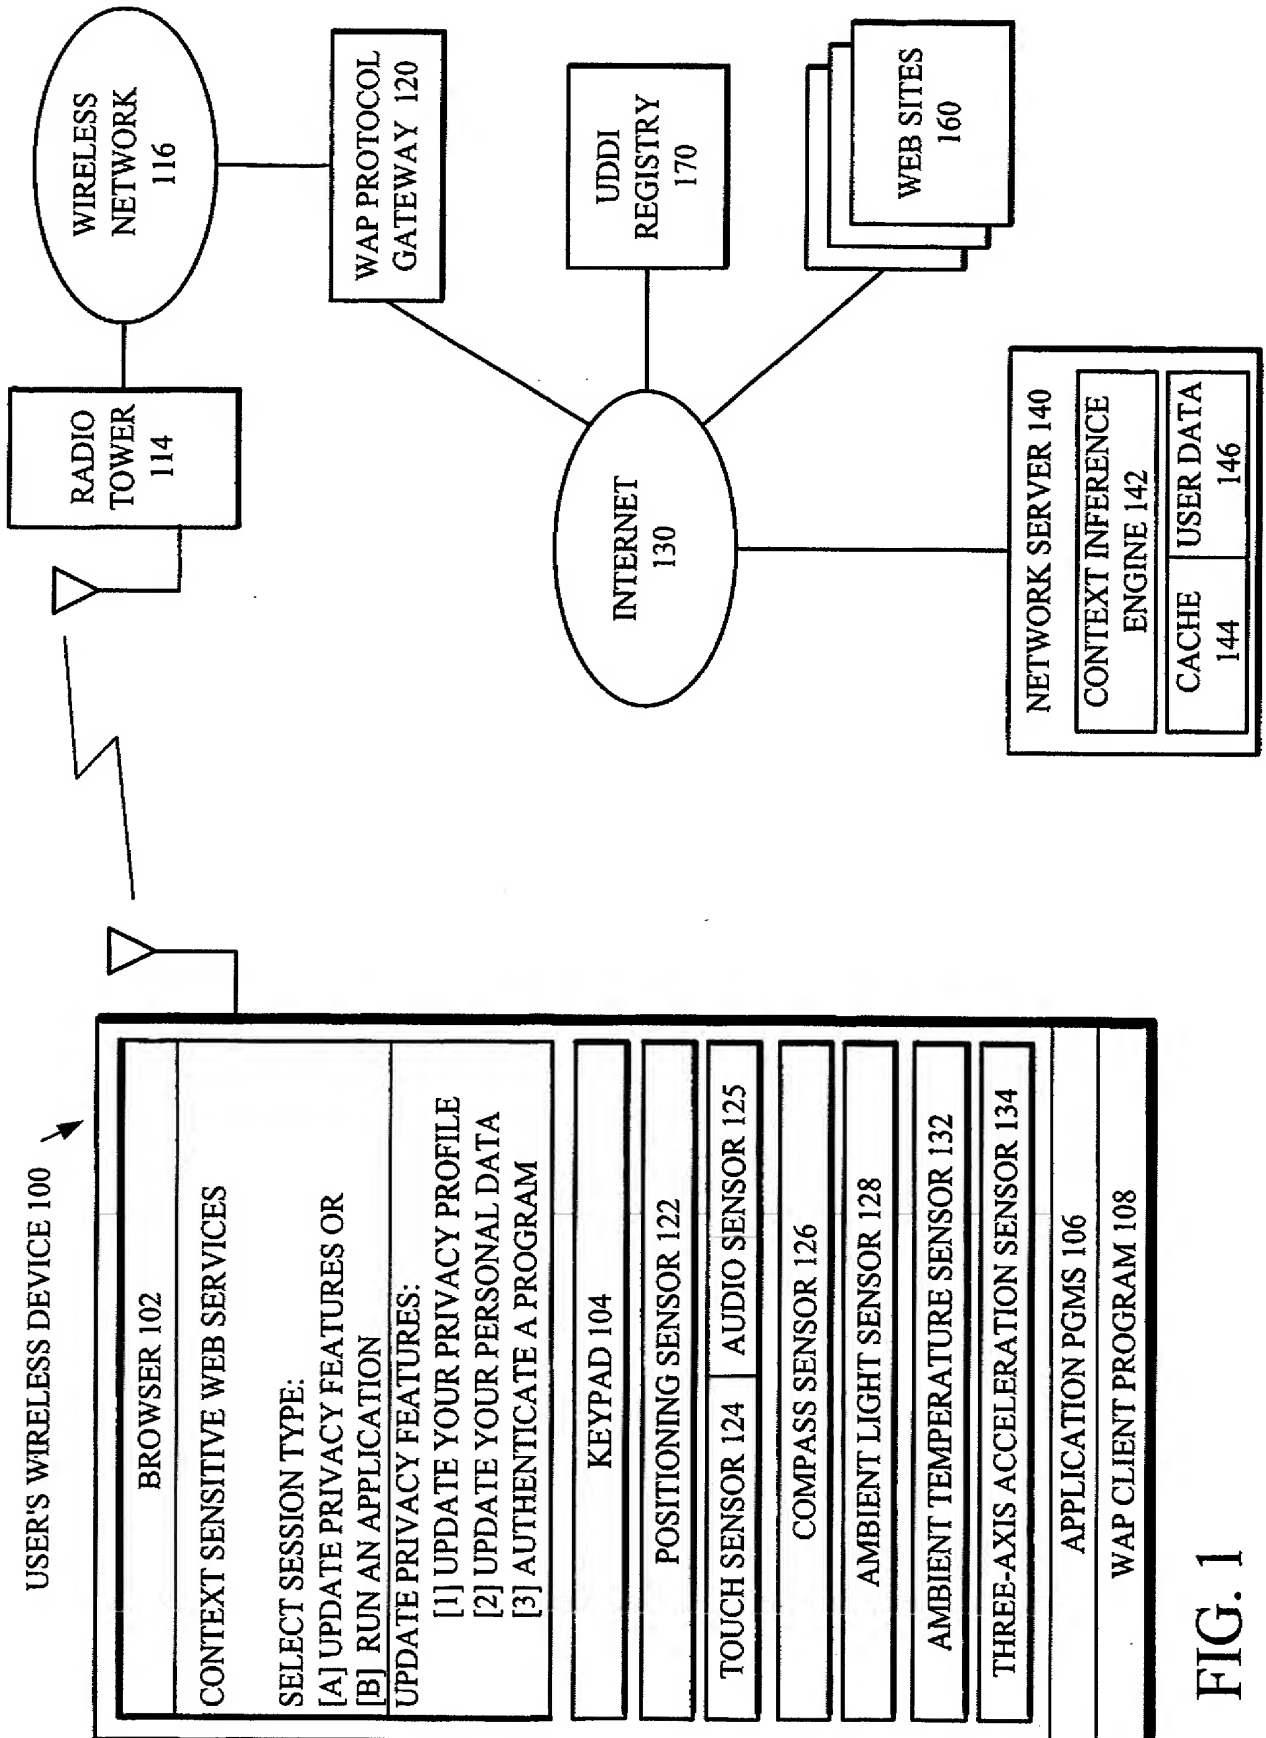 USER'S WIRELESS DEVICE 100
BROWSER 102
CONTEXT SENSITIVE WEB SERVICES
SELECT SESSION TYPE:
[A] UPDATE PRIVACY FEATURES OR
[B] RUN AN APPLICATION
UPDATE PRIVACY FEATURES:
[1] UPDATE YOUR PRIVACY PROFILE
[2] UPDATE YOUR PERSONAL DATA
[3] AUTHENTICATE A PROGRAM
KEYPAD 104
POSITIONING SENSOR 122
TOUCH SENSOR 124
AUDIO SENSOR 125
COMPASS SENSOR 126
AMBIENT LIGHT SENSOR 128
AMBIENT TEMPERATURE SENSOR 132
THREE-AXIS ACCELERATION SENSOR 134
APPLICATION PGMS 106
WAP CLIENT PROGRAM 108
RADIO
TOWER
114
WIRELESS
NETWORK
116
WAP PROTOCOL
GATEWAY 120
UDDI
REGISTRY
170
WEB SITES
160
INTERNET
130
NETWORK SERVER 140
CONTEXT INFERENCE
ENGINE 142
CACHE
144
USER DATA
146
FIG. 1